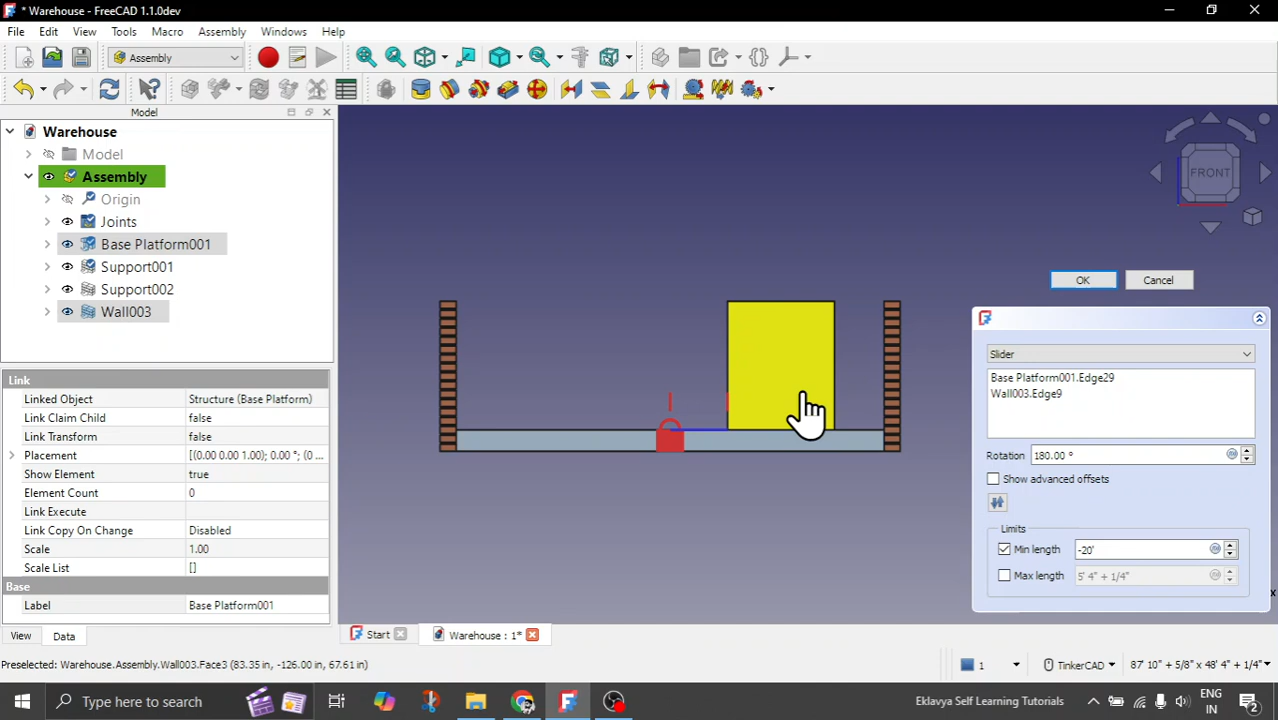 * Warehouse - FreeCAD 1.1.0dev
File Edit View Tools Macro Assembly Windows Help
Assembly
Model
Warehouse
Model
Assembly
Origin
Joints
Base Platform001
Support001
Support002
Wall003
FRONT
OK Cancel
Slider
Base Platform001.Edge29
Wall003.Edge9
Rotation 180.00 °
Show advanced offsets
Limits
Min length -20'
Max length 5' 4" + 1/4"
x
Link
Linked Object Structure (Base Platform)
Link Claim Child false
Link Transform false
Placement [(0.00 0.00 1.00); 0.00 °; (0 ...
Show Element true
Element Count 0
Link Execute
Link Copy On Change Disabled
Scale 1.00
Scale List []
Base
Label Base Platform001
View Data
Start Warehouse : 1*
Preselected: Warehouse.Assembly.Wall003.Face3 (83.35 in, -126.00 in, 67.61 in)
1 TinkerCAD 87' 10" + 5/8" x 48' 4" + 1/4"
Type here to search
Eklavya Self Learning Tutorials
ENG
IN
2